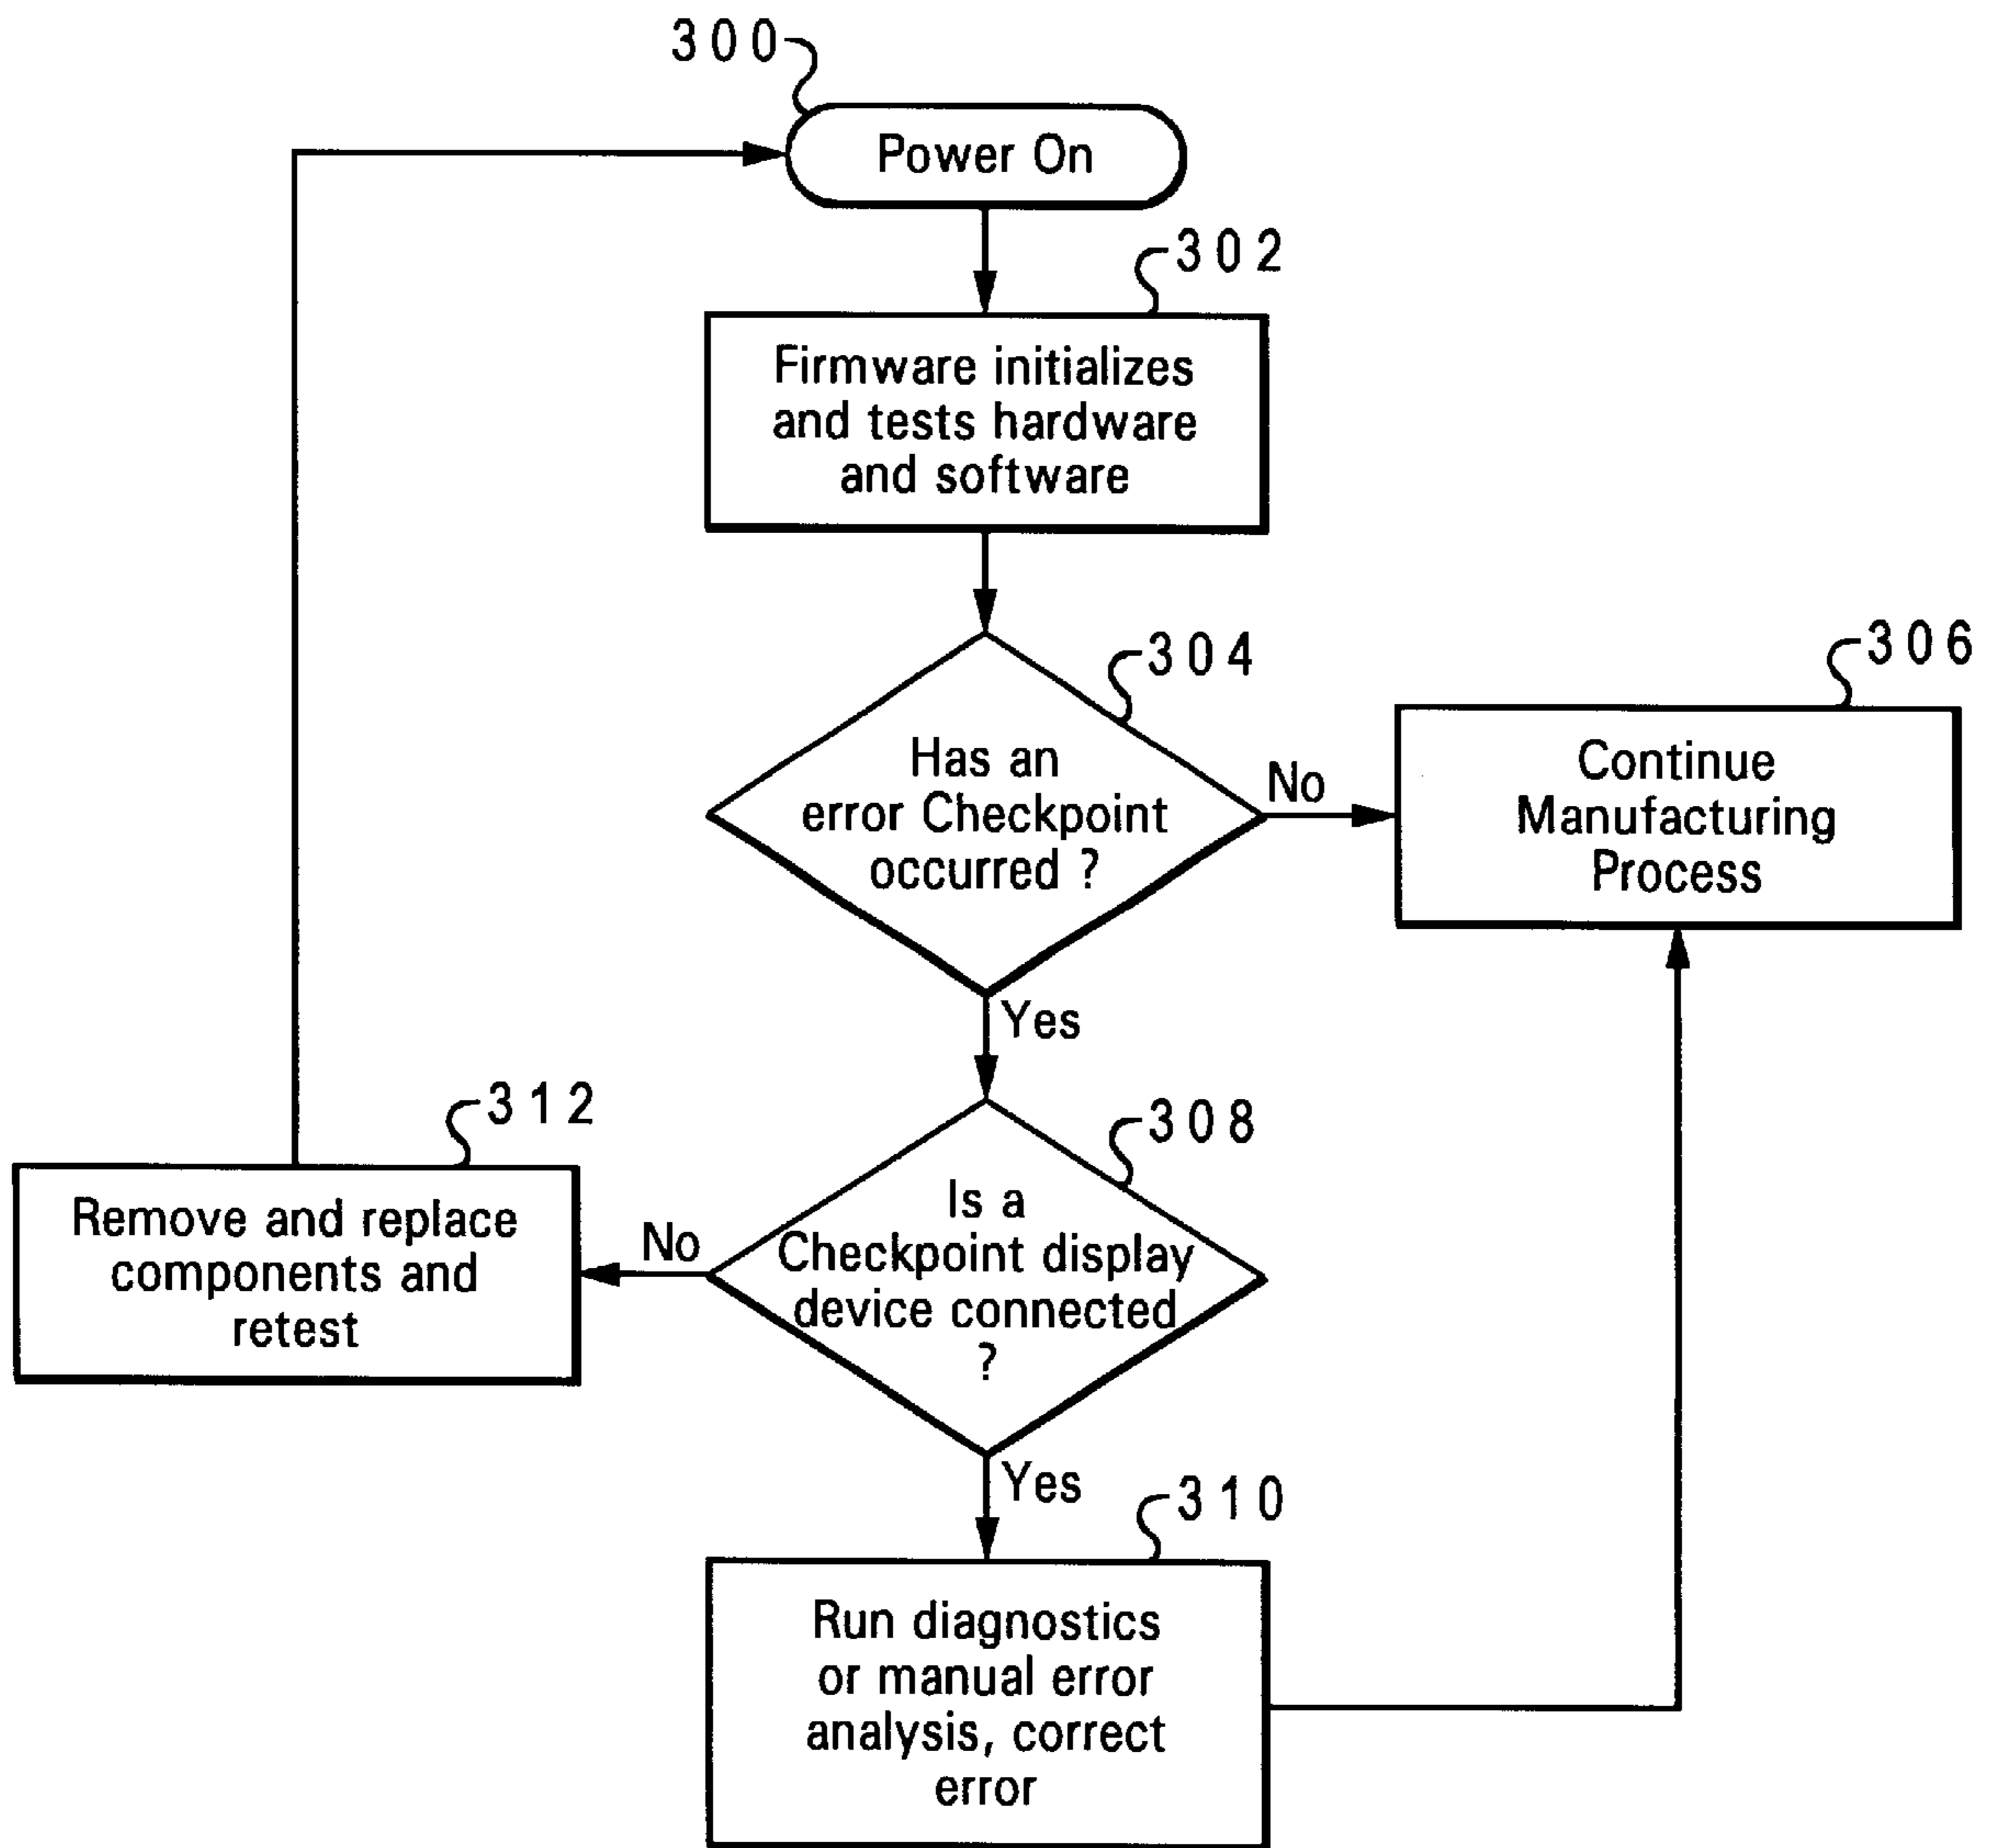 300
Power On
302
Firmware initializes
and tests hardware
and software
304
Has an
error Checkpoint
occurred ?
No
306
Continue
Manufacturing
Process
Yes
308
Is a
Checkpoint display
device connected
?
No
312
Remove and replace
components and
retest
Yes
310
Run diagnostics
or manual error
analysis, correct
error